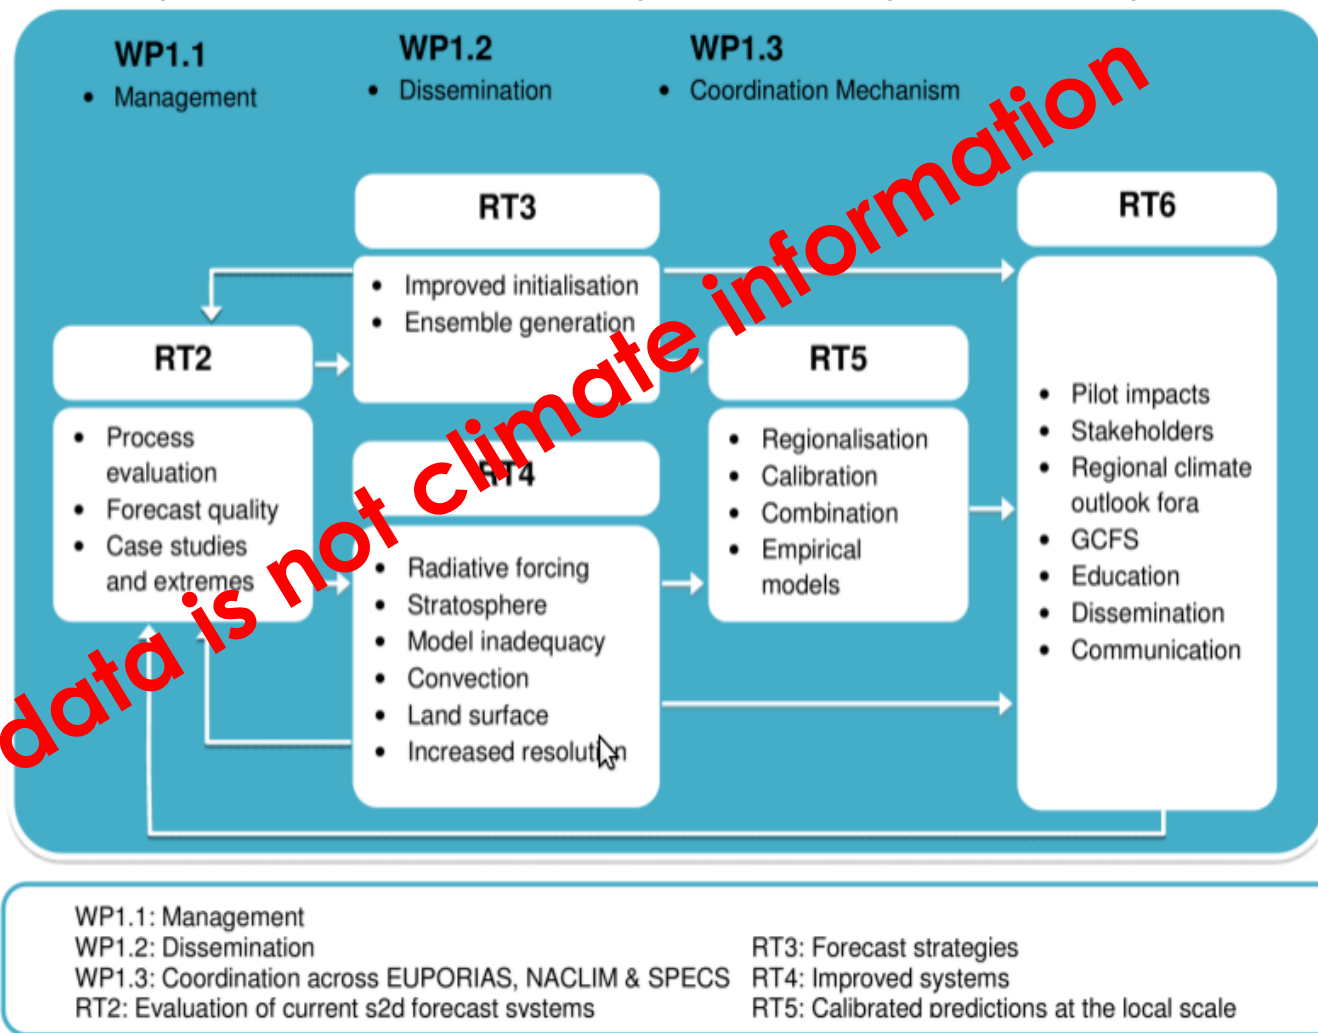 WP1.1
• Management
WP1.2
• Dissemination
WP1.3
• Coordination Mechanism
RT3
• Improved initialisation
• Ensemble generation
RT6
• Pilot impacts
• Stakeholders
• Regional climate
outlook fora
• GCFS
• Education
• Dissemination
• Communication
RT2
• Process
evaluation
• Forecast quality
• Case studies
and extremes
RT5
• Regionalisation
• Calibration
• Combination
• Empirical
models
RT4
• Radiative forcing
• Stratosphere
• Model inadequacy
• Convection
• Land surface
• Increased resolution
data is not climate information
WP1.1: Management
WP1.2: Dissemination
WP1.3: Coordination across EUPORIAS, NACLIM & SPECS
RT2: Evaluation of current s2d forecast systems
RT3: Forecast strategies
RT4: Improved systems
RT5: Calibrated predictions at the local scale